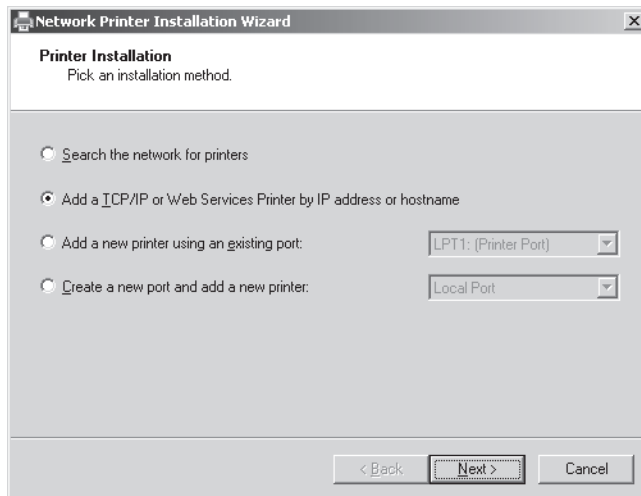 Network Printer Installation Wizard
Printer Installation
Pick an installation method.
Search the network for printers
Add a TCP/IP or Web Services Printer by IP address or hostname
Add a new printer using an existing port: LPT1: (Printer Port)
Create a new port and add a new printer: Local Port
< Back Next > Cancel